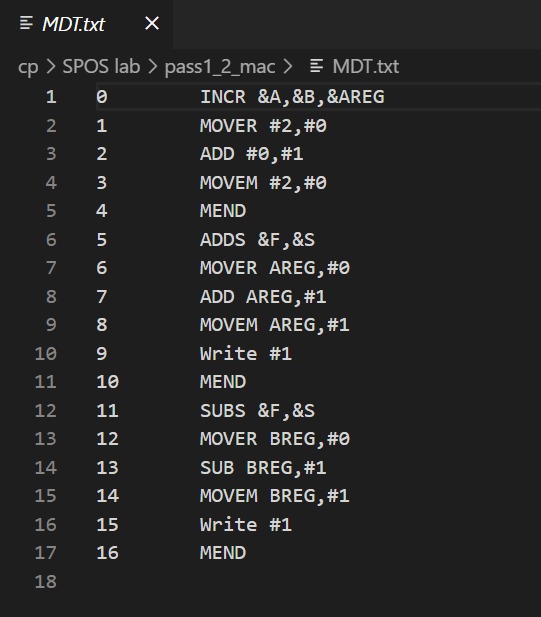 MDT.txt
cp > SPOS lab > pass1_2_mac > MDT.txt
1 0 INCR &A,&B,&AREG
2 1 MOVER #2,#0
3 2 ADD #0,#1
4 3 MOVEM #2,#0
5 4 MEND
6 5 ADDS &F,&S
7 6 MOVER AREG,#0
8 7 ADD AREG,#1
9 8 MOVEM AREG,#1
10 9 Write #1
11 10 MEND
12 11 SUBS &F,&S
13 12 MOVER BREG,#0
14 13 SUB BREG,#1
15 14 MOVEM BREG,#1
16 15 Write #1
17 16 MEND
18